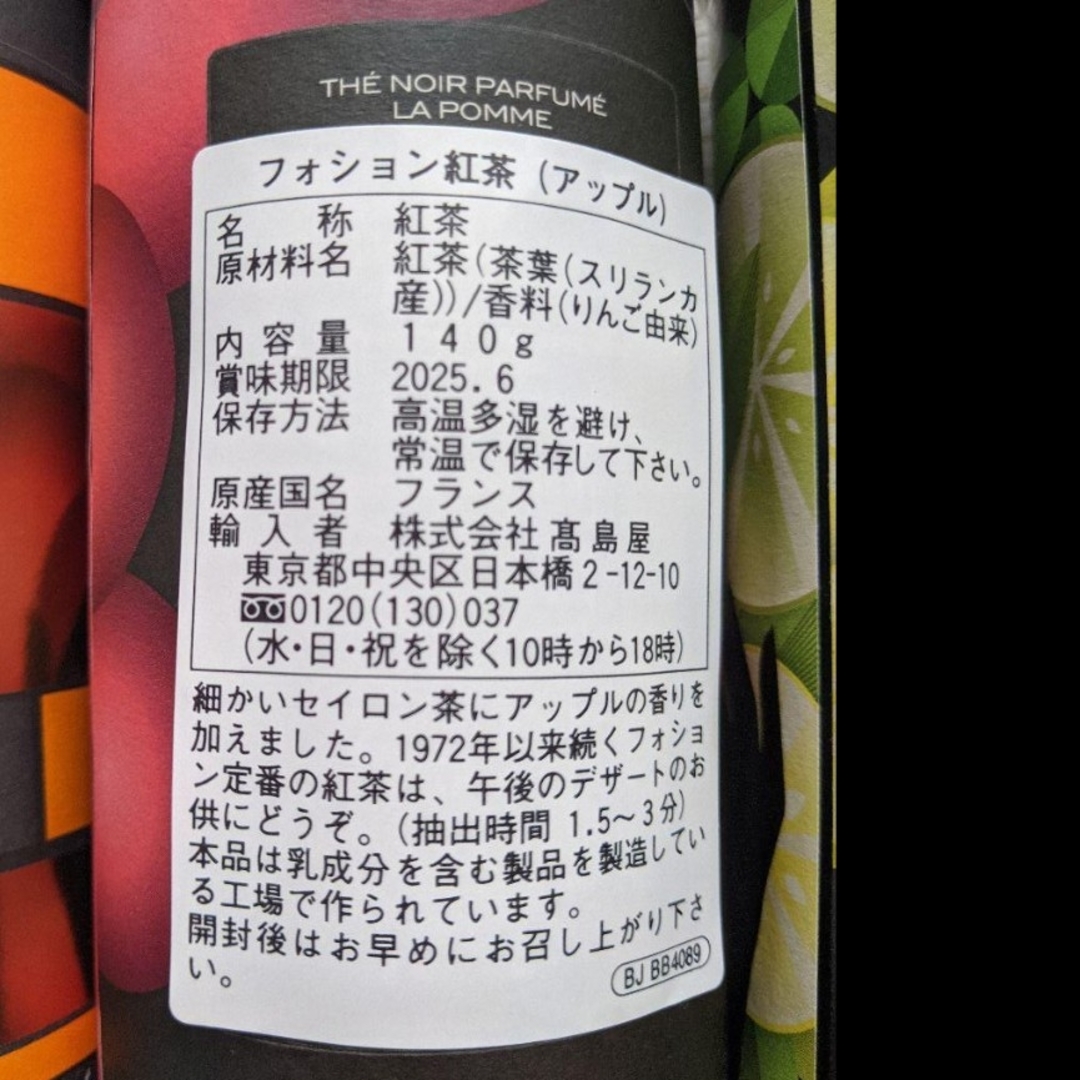 THÉ NOIR PARFUMÉ
LA POMME
フォション紅茶 (アップル)
名 称 紅茶
原材料名 紅茶(茶葉(スリランカ
産))/香料(りんご由来)
内 容 量 140g
賞味期限 2025.6
保存方法 高温多湿を避け、
常温で保存して下さい。
原産国名 フランス
輸 入 者 株式会社髙島屋
東京都中央区日本橋2-12-10
0120(130)037
(水・日・祝を除く10時から18時)
細かいセイロン茶にアップルの香りを
加えました。1972年以来続くフォショ
ン定番の紅茶は、午後のデザートのお
供にどうぞ。(抽出時間 1.5~3分)
本品は乳成分を含む製品を製造してい
る工場で作られています。
開封後はお早めにお召し上がり下さ
い。
BJ BB4089